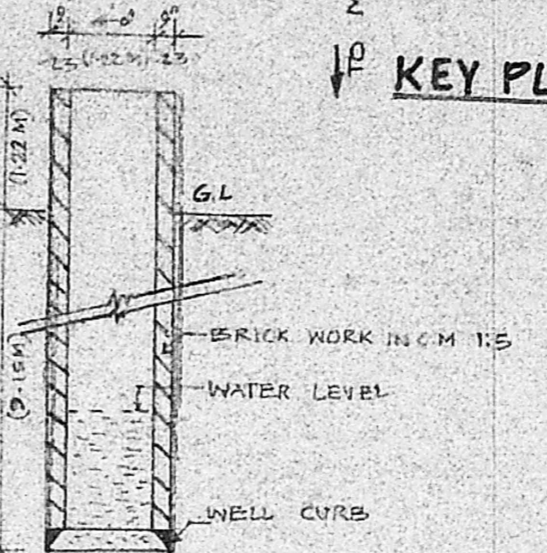 9" 4'-0" 9"
·23 (1·22 M) ·23
KEY PL
(1·22 M)
G.L
BRICK WORK IN C.M 1:5
WATER LEVEL
(9·15M)
WELL CURB